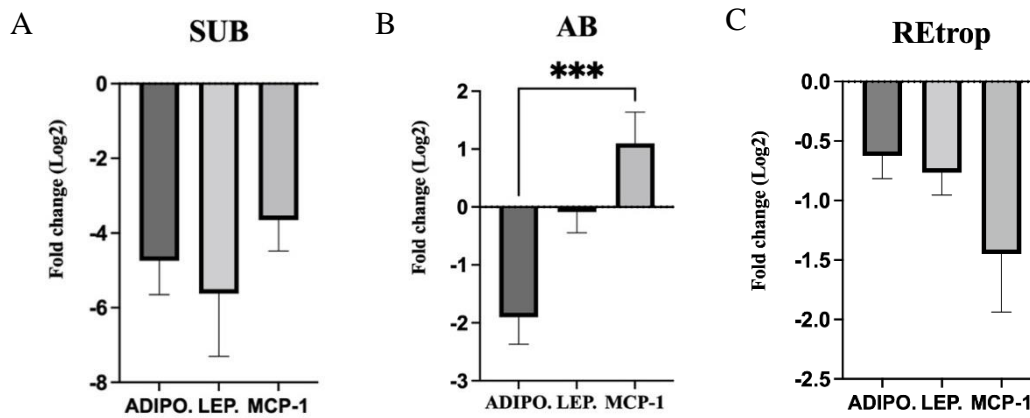 A
SUB
Fold change (Log2)
0
-2
-4
-6
-8
ADIPO. LEP. MCP-1
B
AB
***
Fold change (Log2)
2
1
0
-1
-2
-3
ADIPO. LEP. MCP-1
C
REtrop
Fold change (Log2)
0.0
-0.5
-1.0
-1.5
-2.0
-2.5
ADIPO. LEP. MCP-1